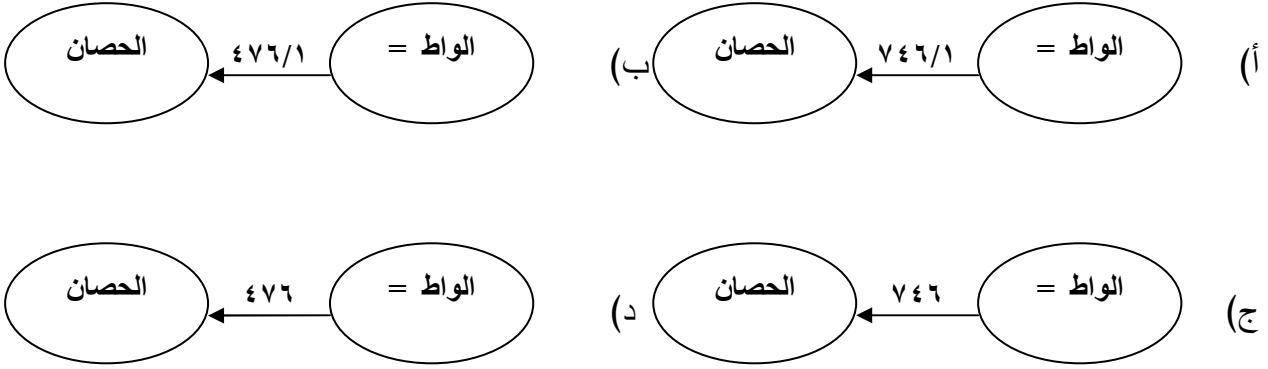 أ) الواط = ٧٤٦/١ الحصان
ب) الواط = ٤٧٦/١ الحصان
ج) الواط = ٧٤٦ الحصان
د) الواط = ٤٧٦ الحصان